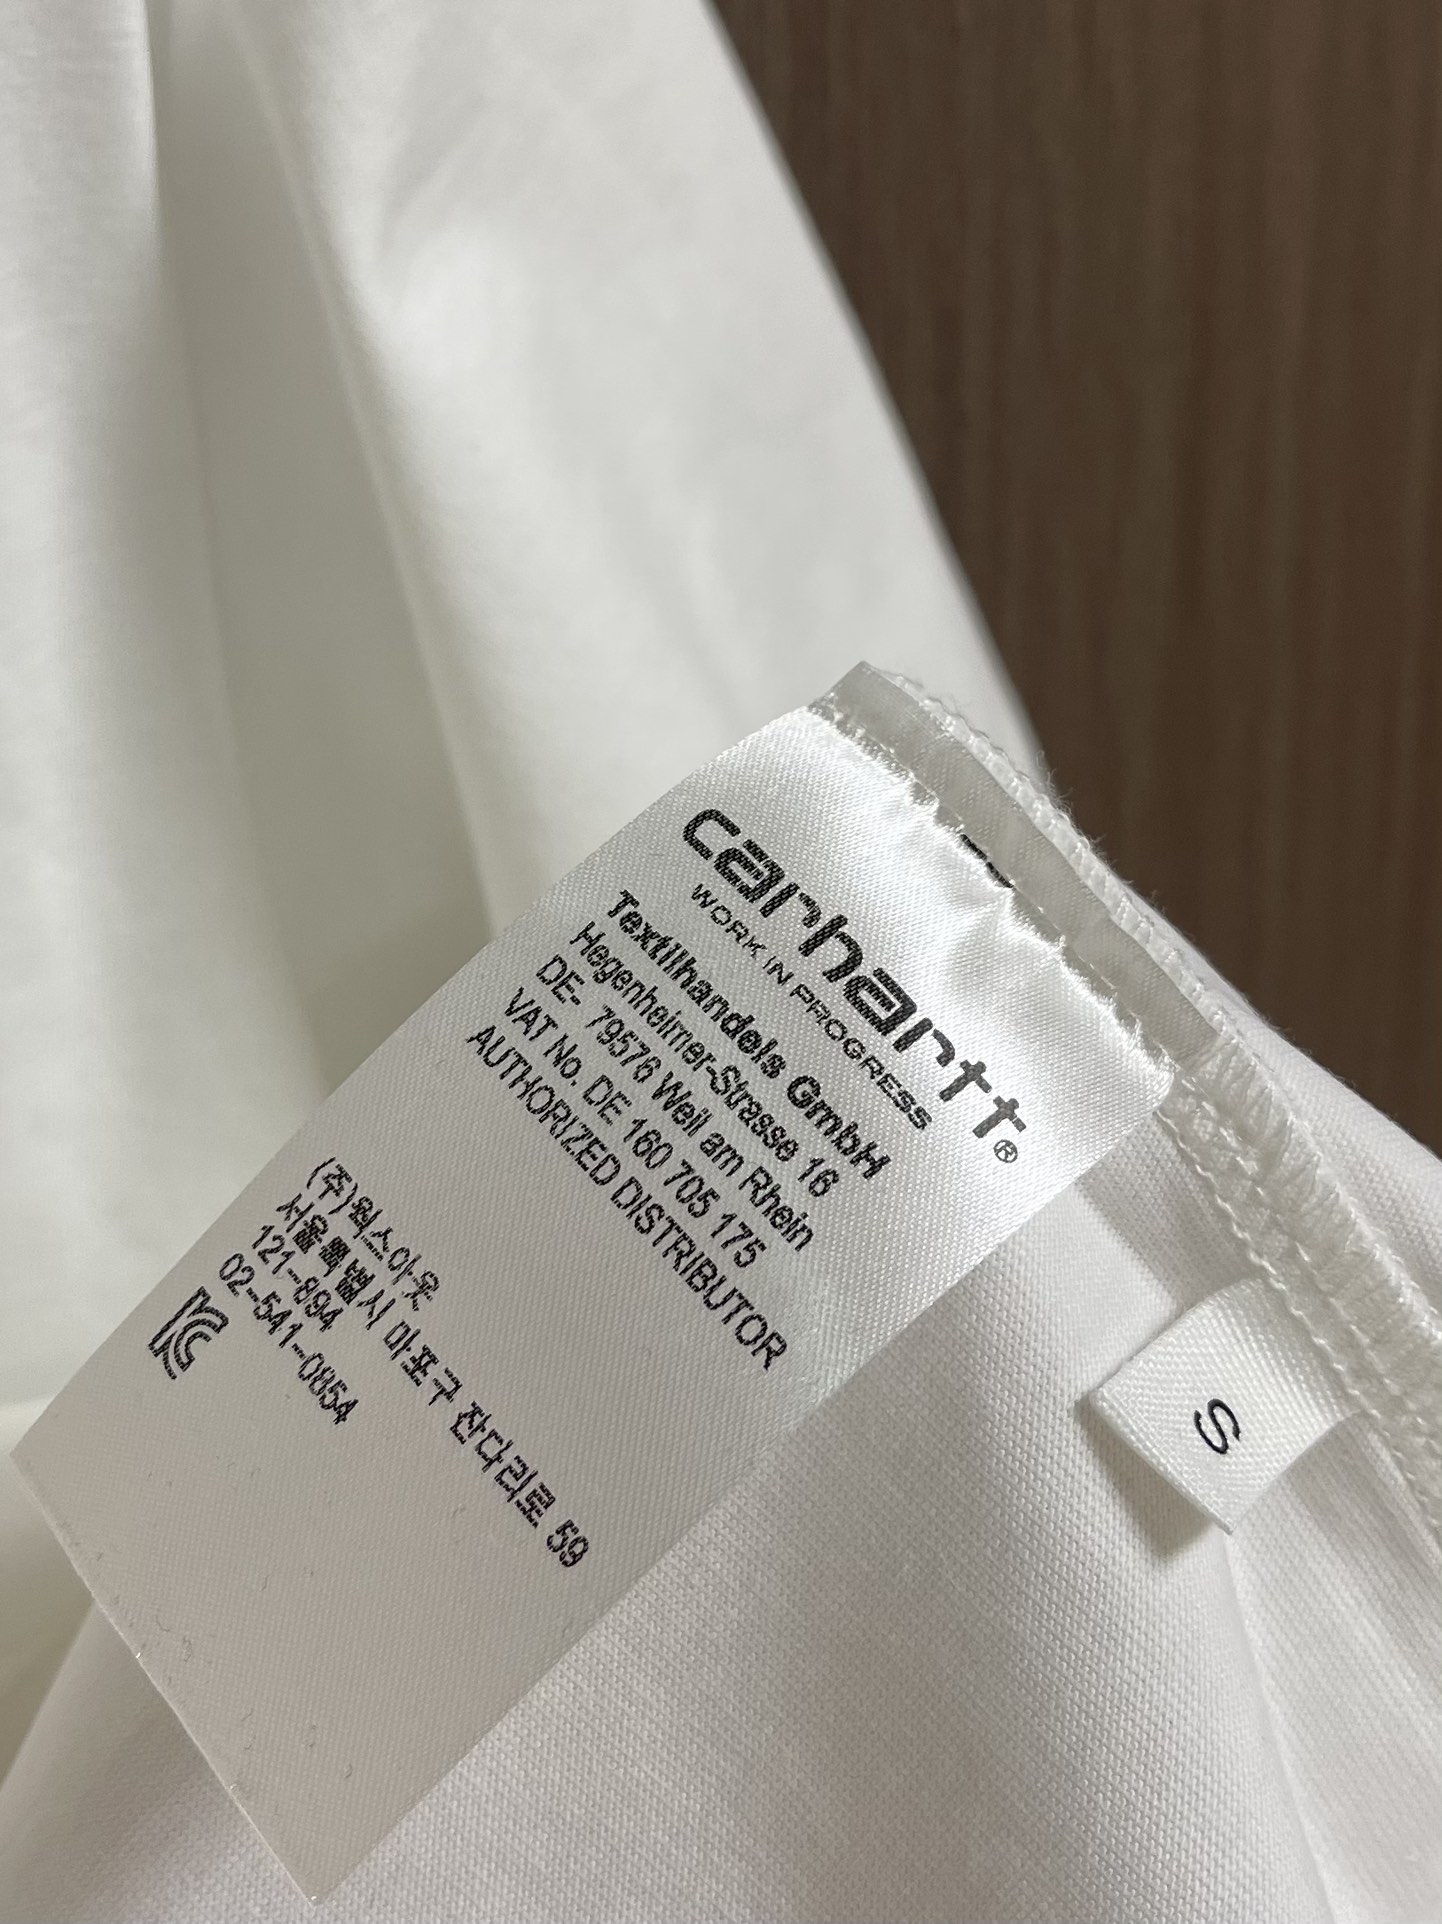 carhartt®
WORK IN PROGRESS
Textilhandels GmbH
Hegenheimer-Strasse 16
DE- 79576 Weil am Rhein
VAT No. DE 160 705 175
AUTHORIZED DISTRIBUTOR
(주)웍스아웃
서울특별시 마포구 잔다리로 59
121-894
02-541-0854
KC
S